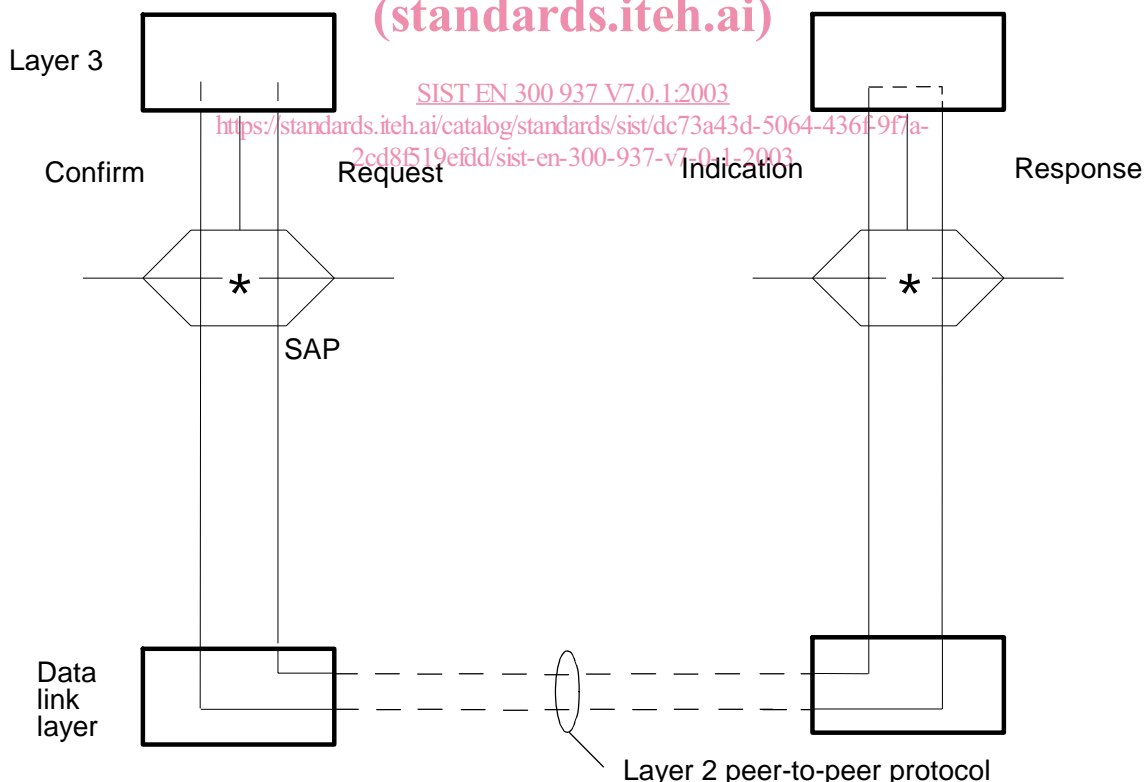 (standards.iteh.ai)
Layer 3
SIST EN 300 937 V7.0.1:2003
https://standards.iteh.ai/catalog/standards/sist/dc73a43d-5064-436f-9f7a-
2cd8f519efdd/sist-en-300-937-v7-0-1-2003
Confirm
Request
Indication
Response
*
*
SAP
Data
link
layer
Layer 2 peer-to-peer protocol